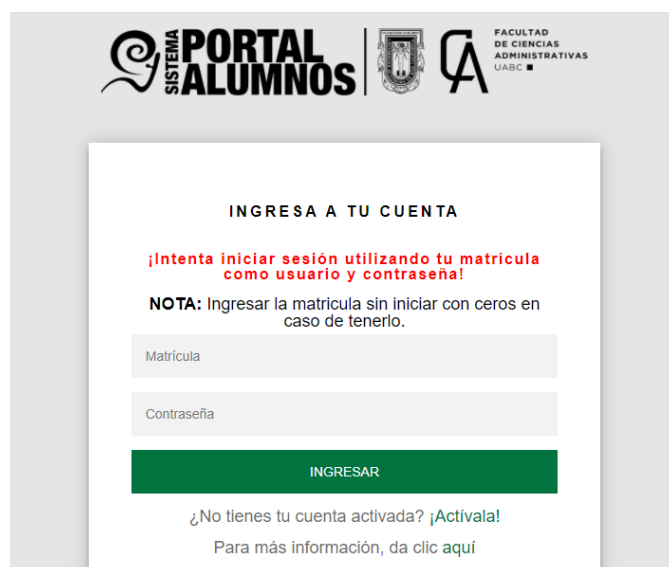 SISTEMA
PORTAL
ALUMNOS
FACULTAD
DE CIENCIAS
ADMINISTRATIVAS
UABC
INGRESA A TU CUENTA
¡Intenta iniciar sesión utilizando tu matrícula
como usuario y contraseña!
NOTA: Ingresar la matricula sin iniciar con ceros en
caso de tenerlo.
Matrícula
Contraseña
INGRESAR
¿No tienes tu cuenta activada? ¡Actívala!
Para más información, da clic aquí